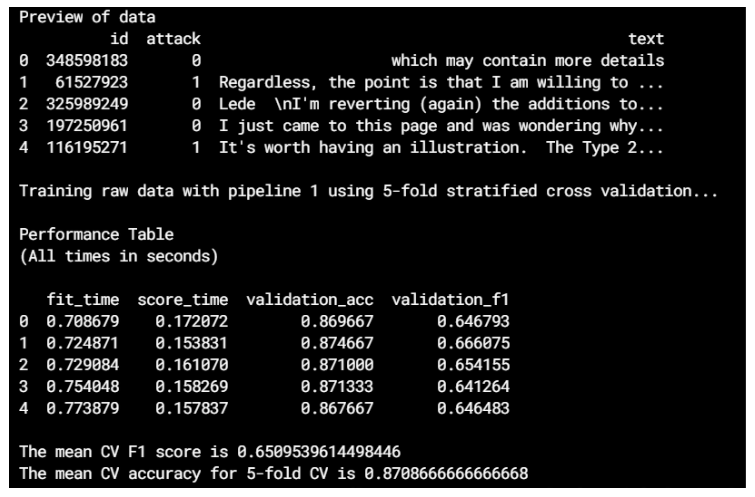 Preview of data
id attack text
0 348598183 0 which may contain more details
1 61527923 1 Regardless, the point is that I am willing to ...
2 325989249 0 Lede \nI'm reverting (again) the additions to...
3 197250961 0 I just came to this page and was wondering why...
4 116195271 1 It's worth having an illustration. The Type 2...
Training raw data with pipeline 1 using 5-fold stratified cross validation...
Performance Table
(All times in seconds)
fit_time score_time validation_acc validation_f1
0 0.708679 0.172072 0.869667 0.646793
1 0.724871 0.153831 0.874667 0.666075
2 0.729084 0.161070 0.871000 0.654155
3 0.754048 0.158269 0.871333 0.641264
4 0.773879 0.157837 0.867667 0.646483
The mean CV F1 score is 0.6509539614498446
The mean CV accuracy for 5-fold CV is 0.8708666666666668